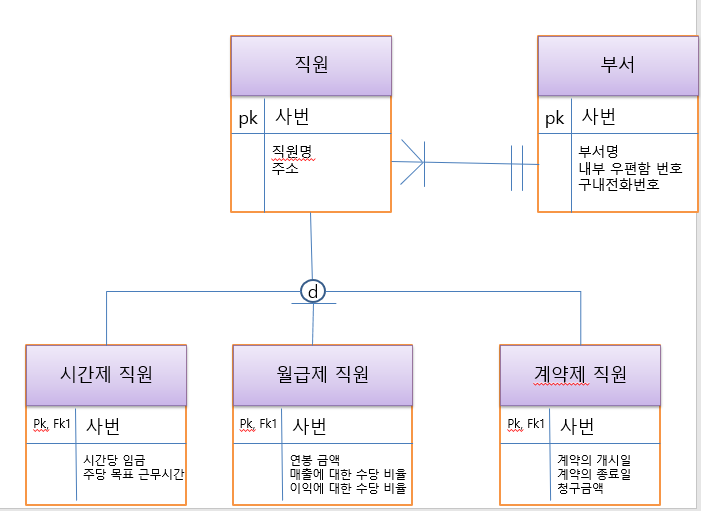 직원
부서
pk 사번
pk 사번
직원명
주소
부서명
내부 우편함 번호
구내전화번호
d
시간제 직원
월급제 직원
계약제 직원
Pk, Fk1 사번
Pk, Fk1 사번
Pk, Fk1 사번
시간당 임금
주당 목표 근무시간
연봉 금액
매출에 대한 수당 비율
이익에 대한 수당 비율
계약의 개시일
계약의 종료일
청구금액